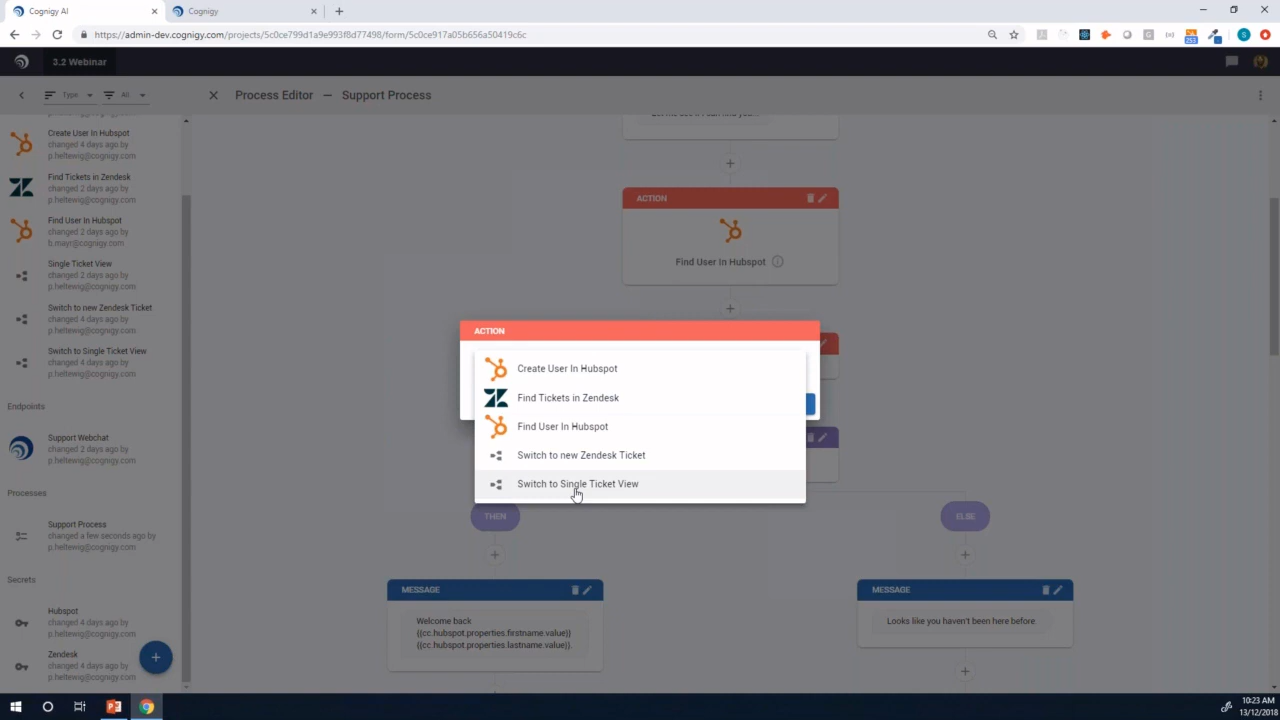 Cognigy AI
Cognigy
https://admin-dev.cognigy.com/projects/5c0ce799d1a9e993f8d77498/form/5c0ce917a05b656a50419c6c
253
S
3.2 Webinar
Type
All
Process Editor — Support Process
Create User In Hubspot
changed 4 days ago by
p.heltewig@cognigy.com
Find Tickets in Zendesk
changed 2 days ago by
p.heltewig@cognigy.com
Find User In Hubspot
changed 2 days ago by
b.mayr@cognigy.com
Single Ticket View
changed 2 days ago by
p.heltewig@cognigy.com
Switch to new Zendesk Ticket
changed 4 days ago by
p.heltewig@cognigy.com
Switch to Single Ticket View
changed 4 days ago by
p.heltewig@cognigy.com
Endpoints
Support Webchat
changed 2 days ago by
p.heltewig@cognigy.com
Processes
Support Process
changed a few seconds ago by
p.heltewig@cognigy.com
Secrets
Hubspot
changed 4 days ago by
p.heltewig@cognigy.com
Zendesk
changed 4 days ago by
p.heltewig@cognigy.com
ACTION
Find User In Hubspot
ACTION
Create User In Hubspot
Find Tickets in Zendesk
Find User In Hubspot
Switch to new Zendesk Ticket
Switch to Single Ticket View
THEN
ELSE
MESSAGE
Welcome back
{{cc.hubspot.properties.firstname.value}}
{{cc.hubspot.properties.lastname.value}}.
MESSAGE
Looks like you haven't been here before
10:23 AM
13/12/2018